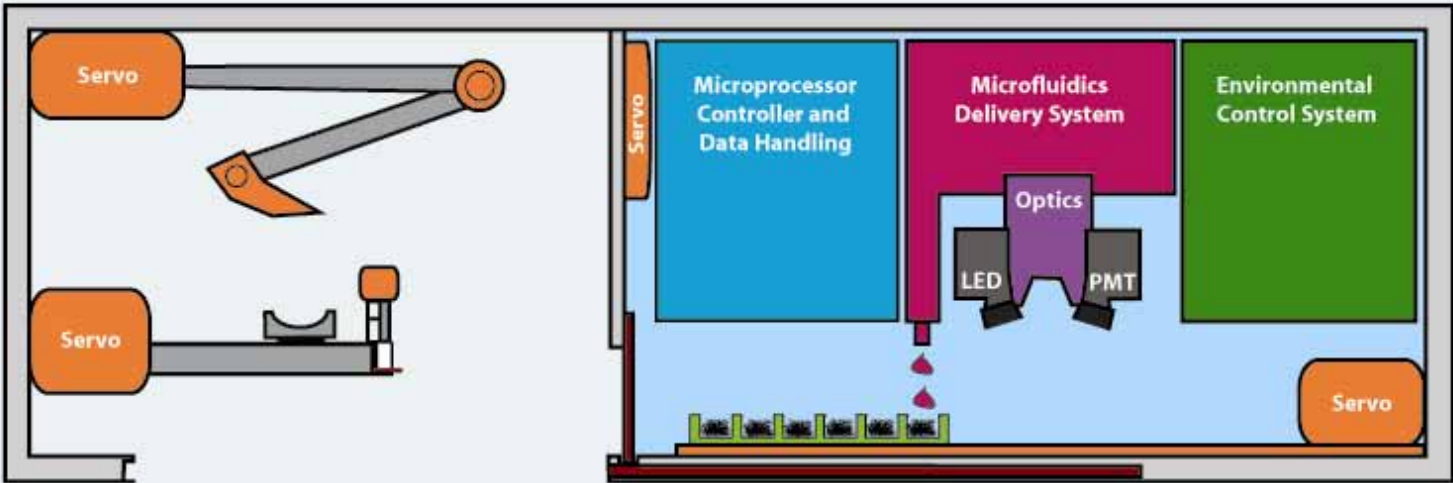 Servo
Servo
Servo
Microprocessor
Controller and
Data Handling
Microfluidics
Delivery System
Optics
LED
PMT
Environmental
Control System
Servo